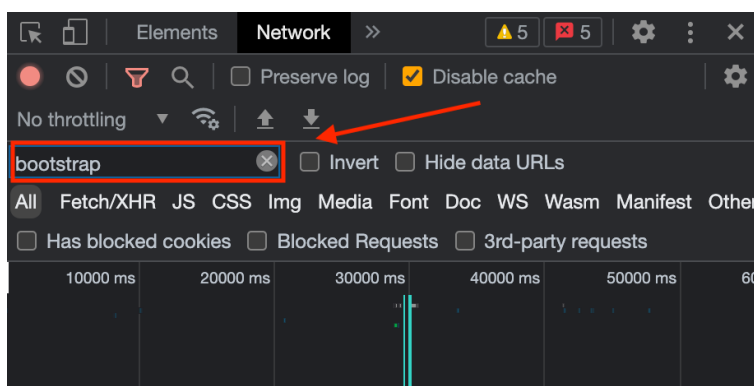 Elements Network 5 5
Preserve log Disable cache
No throttling
bootstrap Invert Hide data URLs
All Fetch/XHR JS CSS Img Media Font Doc WS Wasm Manifest Other
Has blocked cookies Blocked Requests 3rd-party requests
10000 ms 20000 ms 30000 ms 40000 ms 50000 ms 60